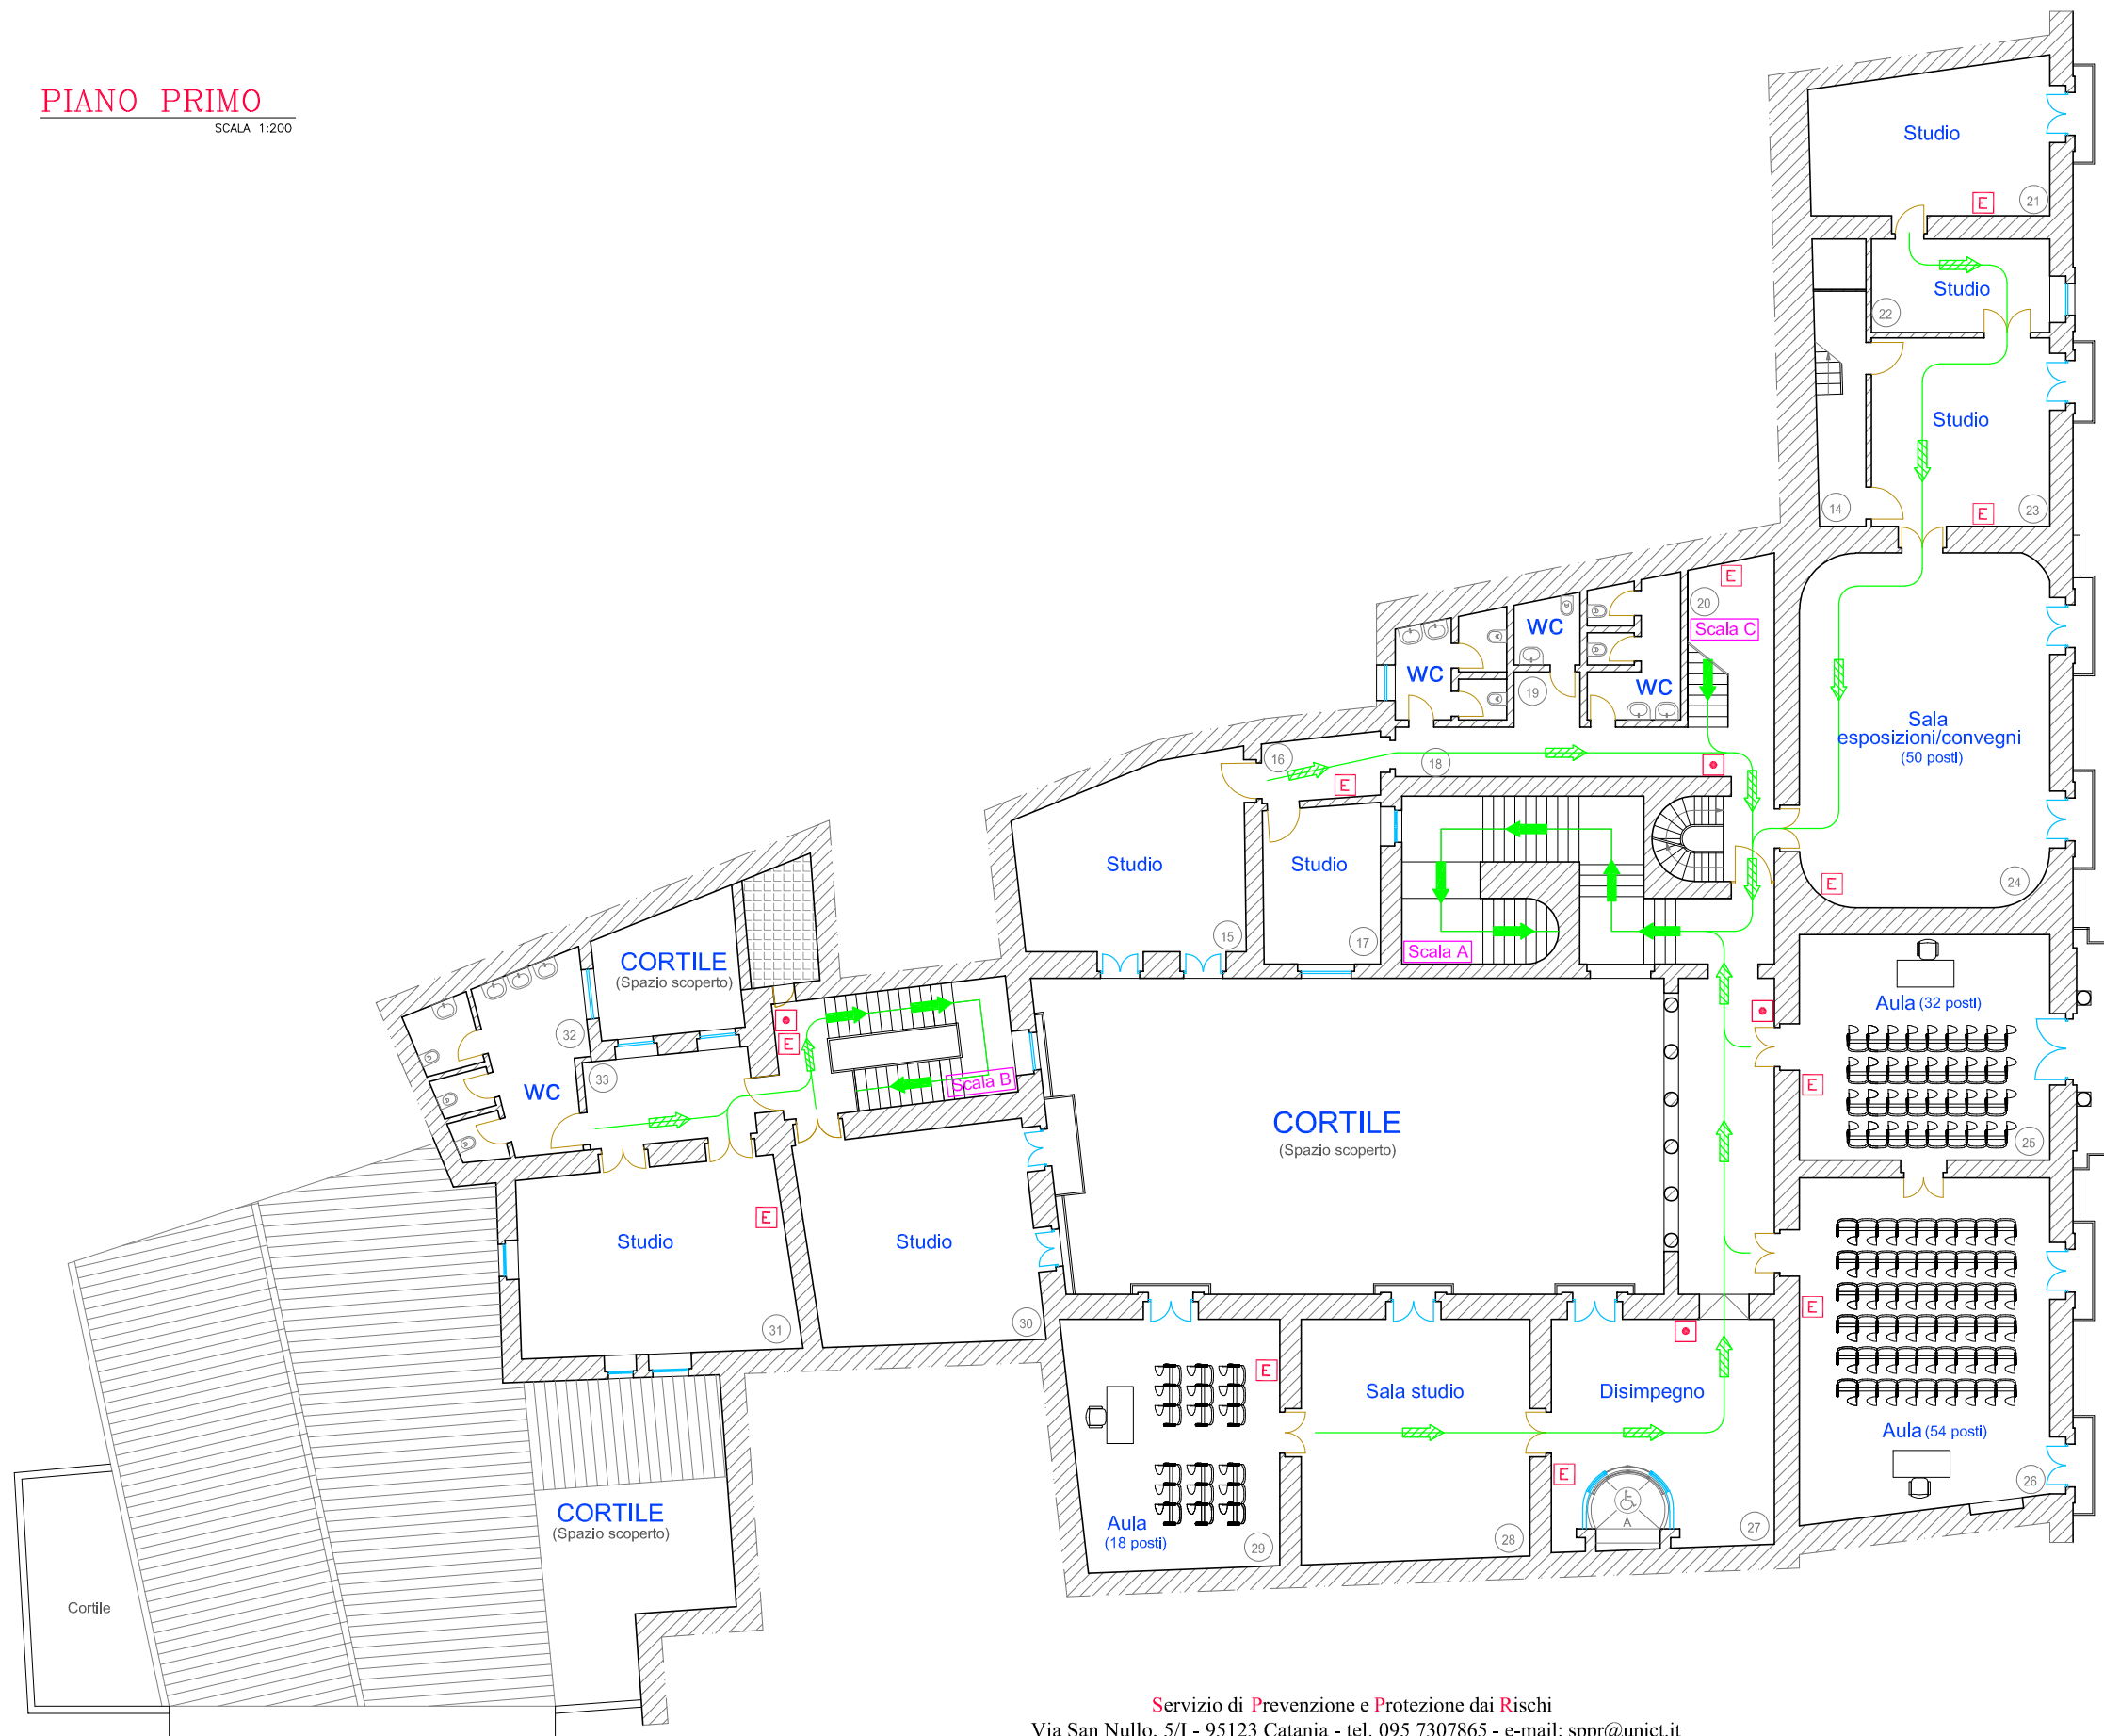 PIANO PRIMO
SCALA 1:200
Studio
E
21
Studio
22
Studio
14
E
23
E
20
Scala C
WC
WC
19
WC
16
18
E
Sala
esposizioni/convegni
(50 posti)
Studio
Studio
15
17
Scala A
E
24
CORTILE
(Spazio scoperto)
32
33
WC
E
Scala B
Aula (32 posti)
E
25
CORTILE
(Spazio scoperto)
Studio
E
31
Studio
30
E
Aula (54 posti)
26
E
Aula
(18 posti)
29
Sala studio
28
Disimpegno
E
A
27
CORTILE
(Spazio scoperto)
Cortile
Servizio di Prevenzione e Protezione dai Rischi
Via San Nullo, 5/I - 95123 Catania - tel. 095 7307865 - e-mail: sppr@unict.it